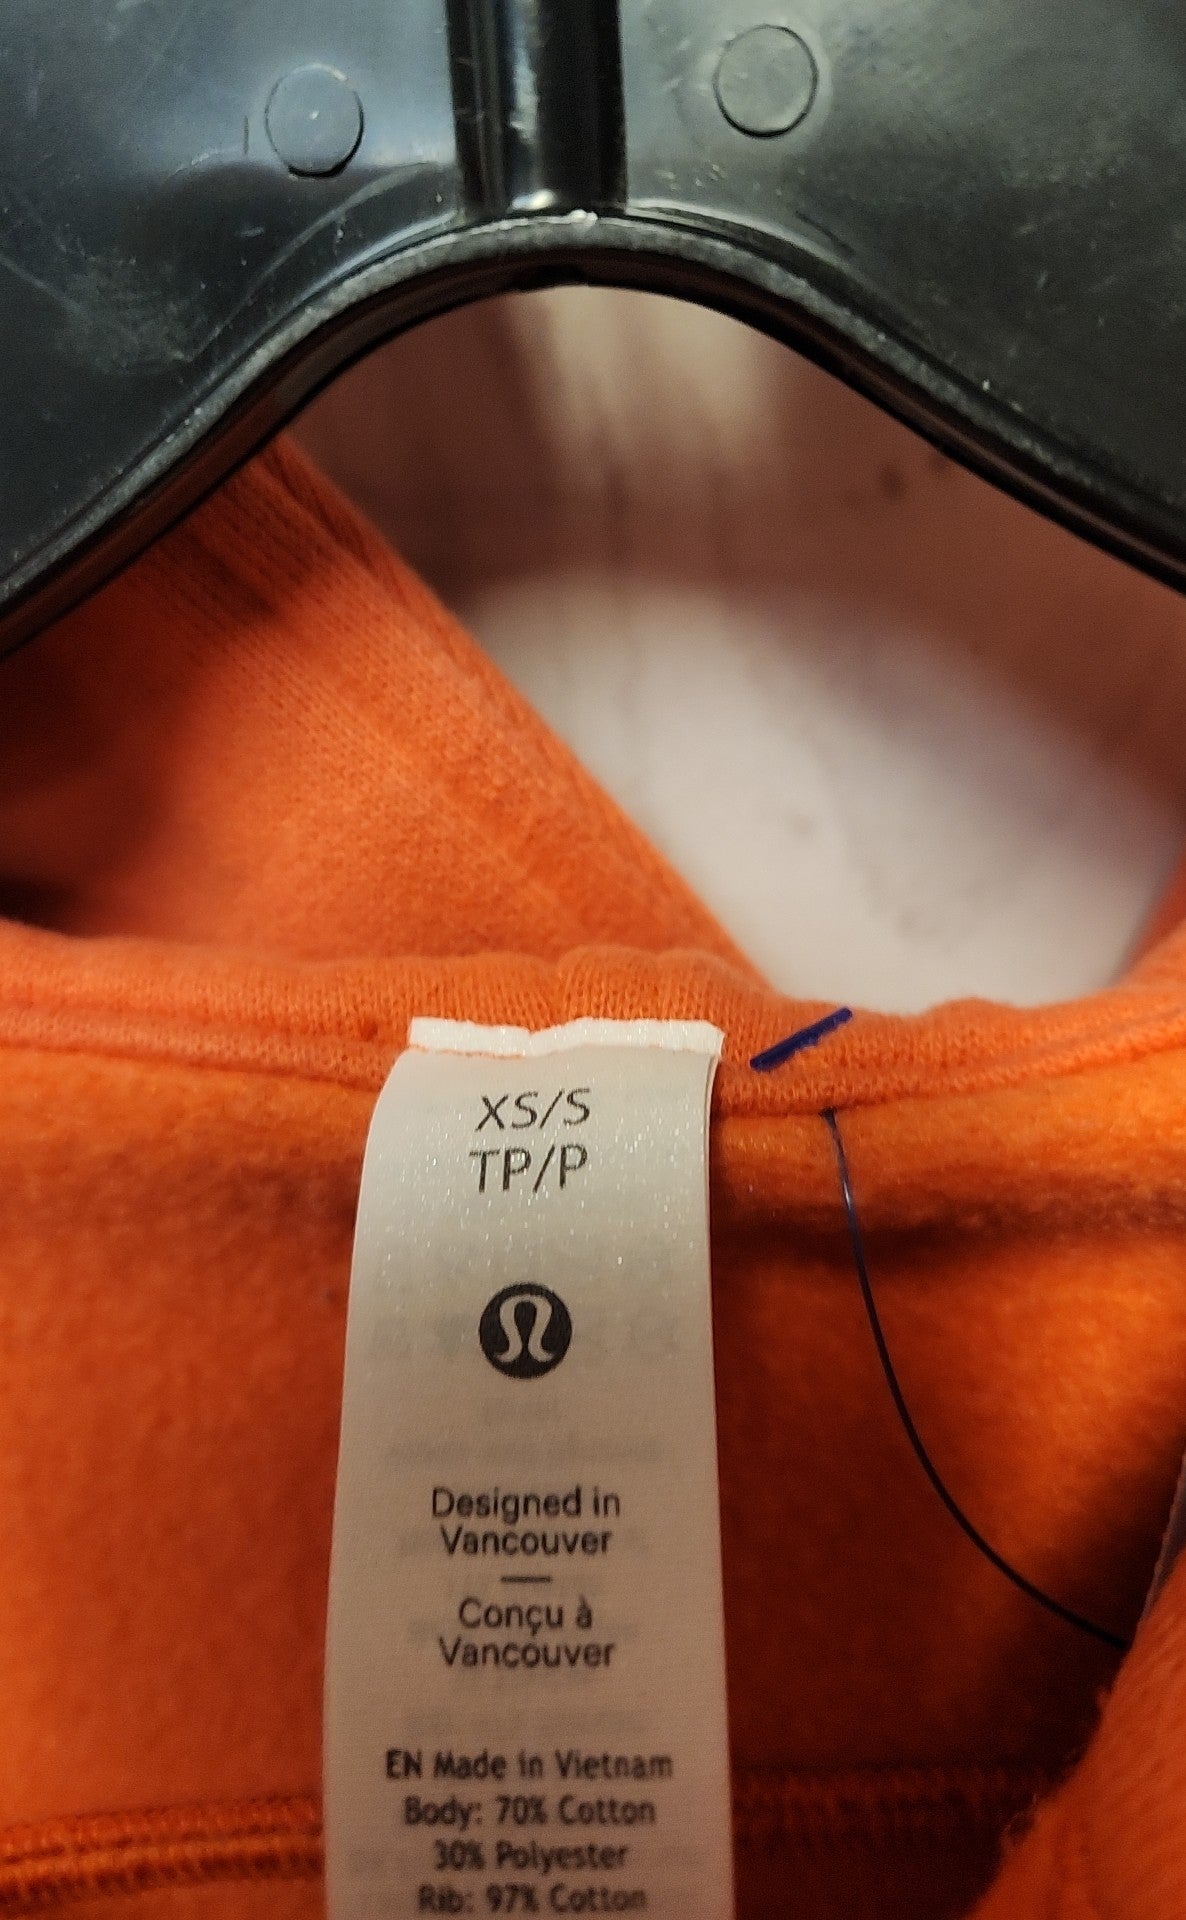 XS/S
TP/P
Designed in
Vancouver
Conçu à
Vancouver
EN Made in Vietnam
Body: 70% Cotton
30% Polyester
Rib: 97% Cotton